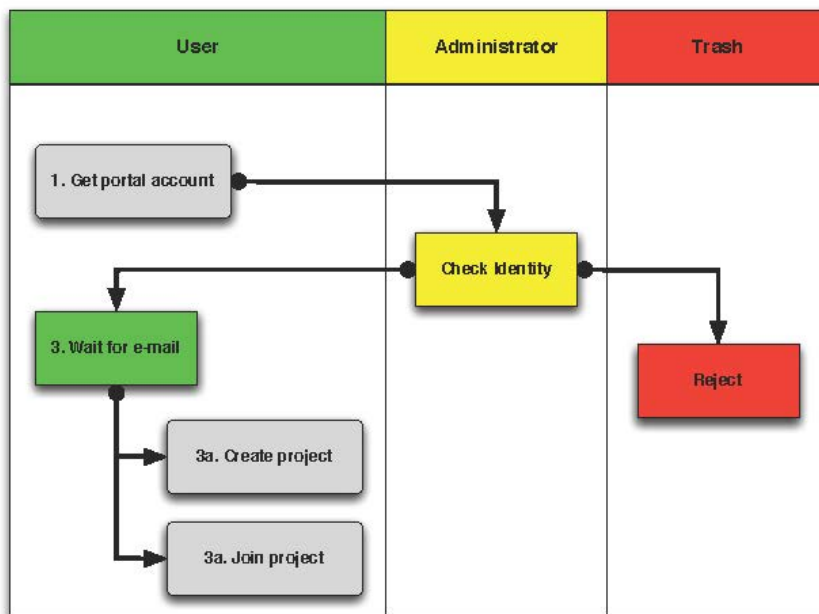 User
Administrator
Trash
1. Get portal account
Check Identity
3. Wait for e-mail
Reject
3a. Create project
3a. Join project